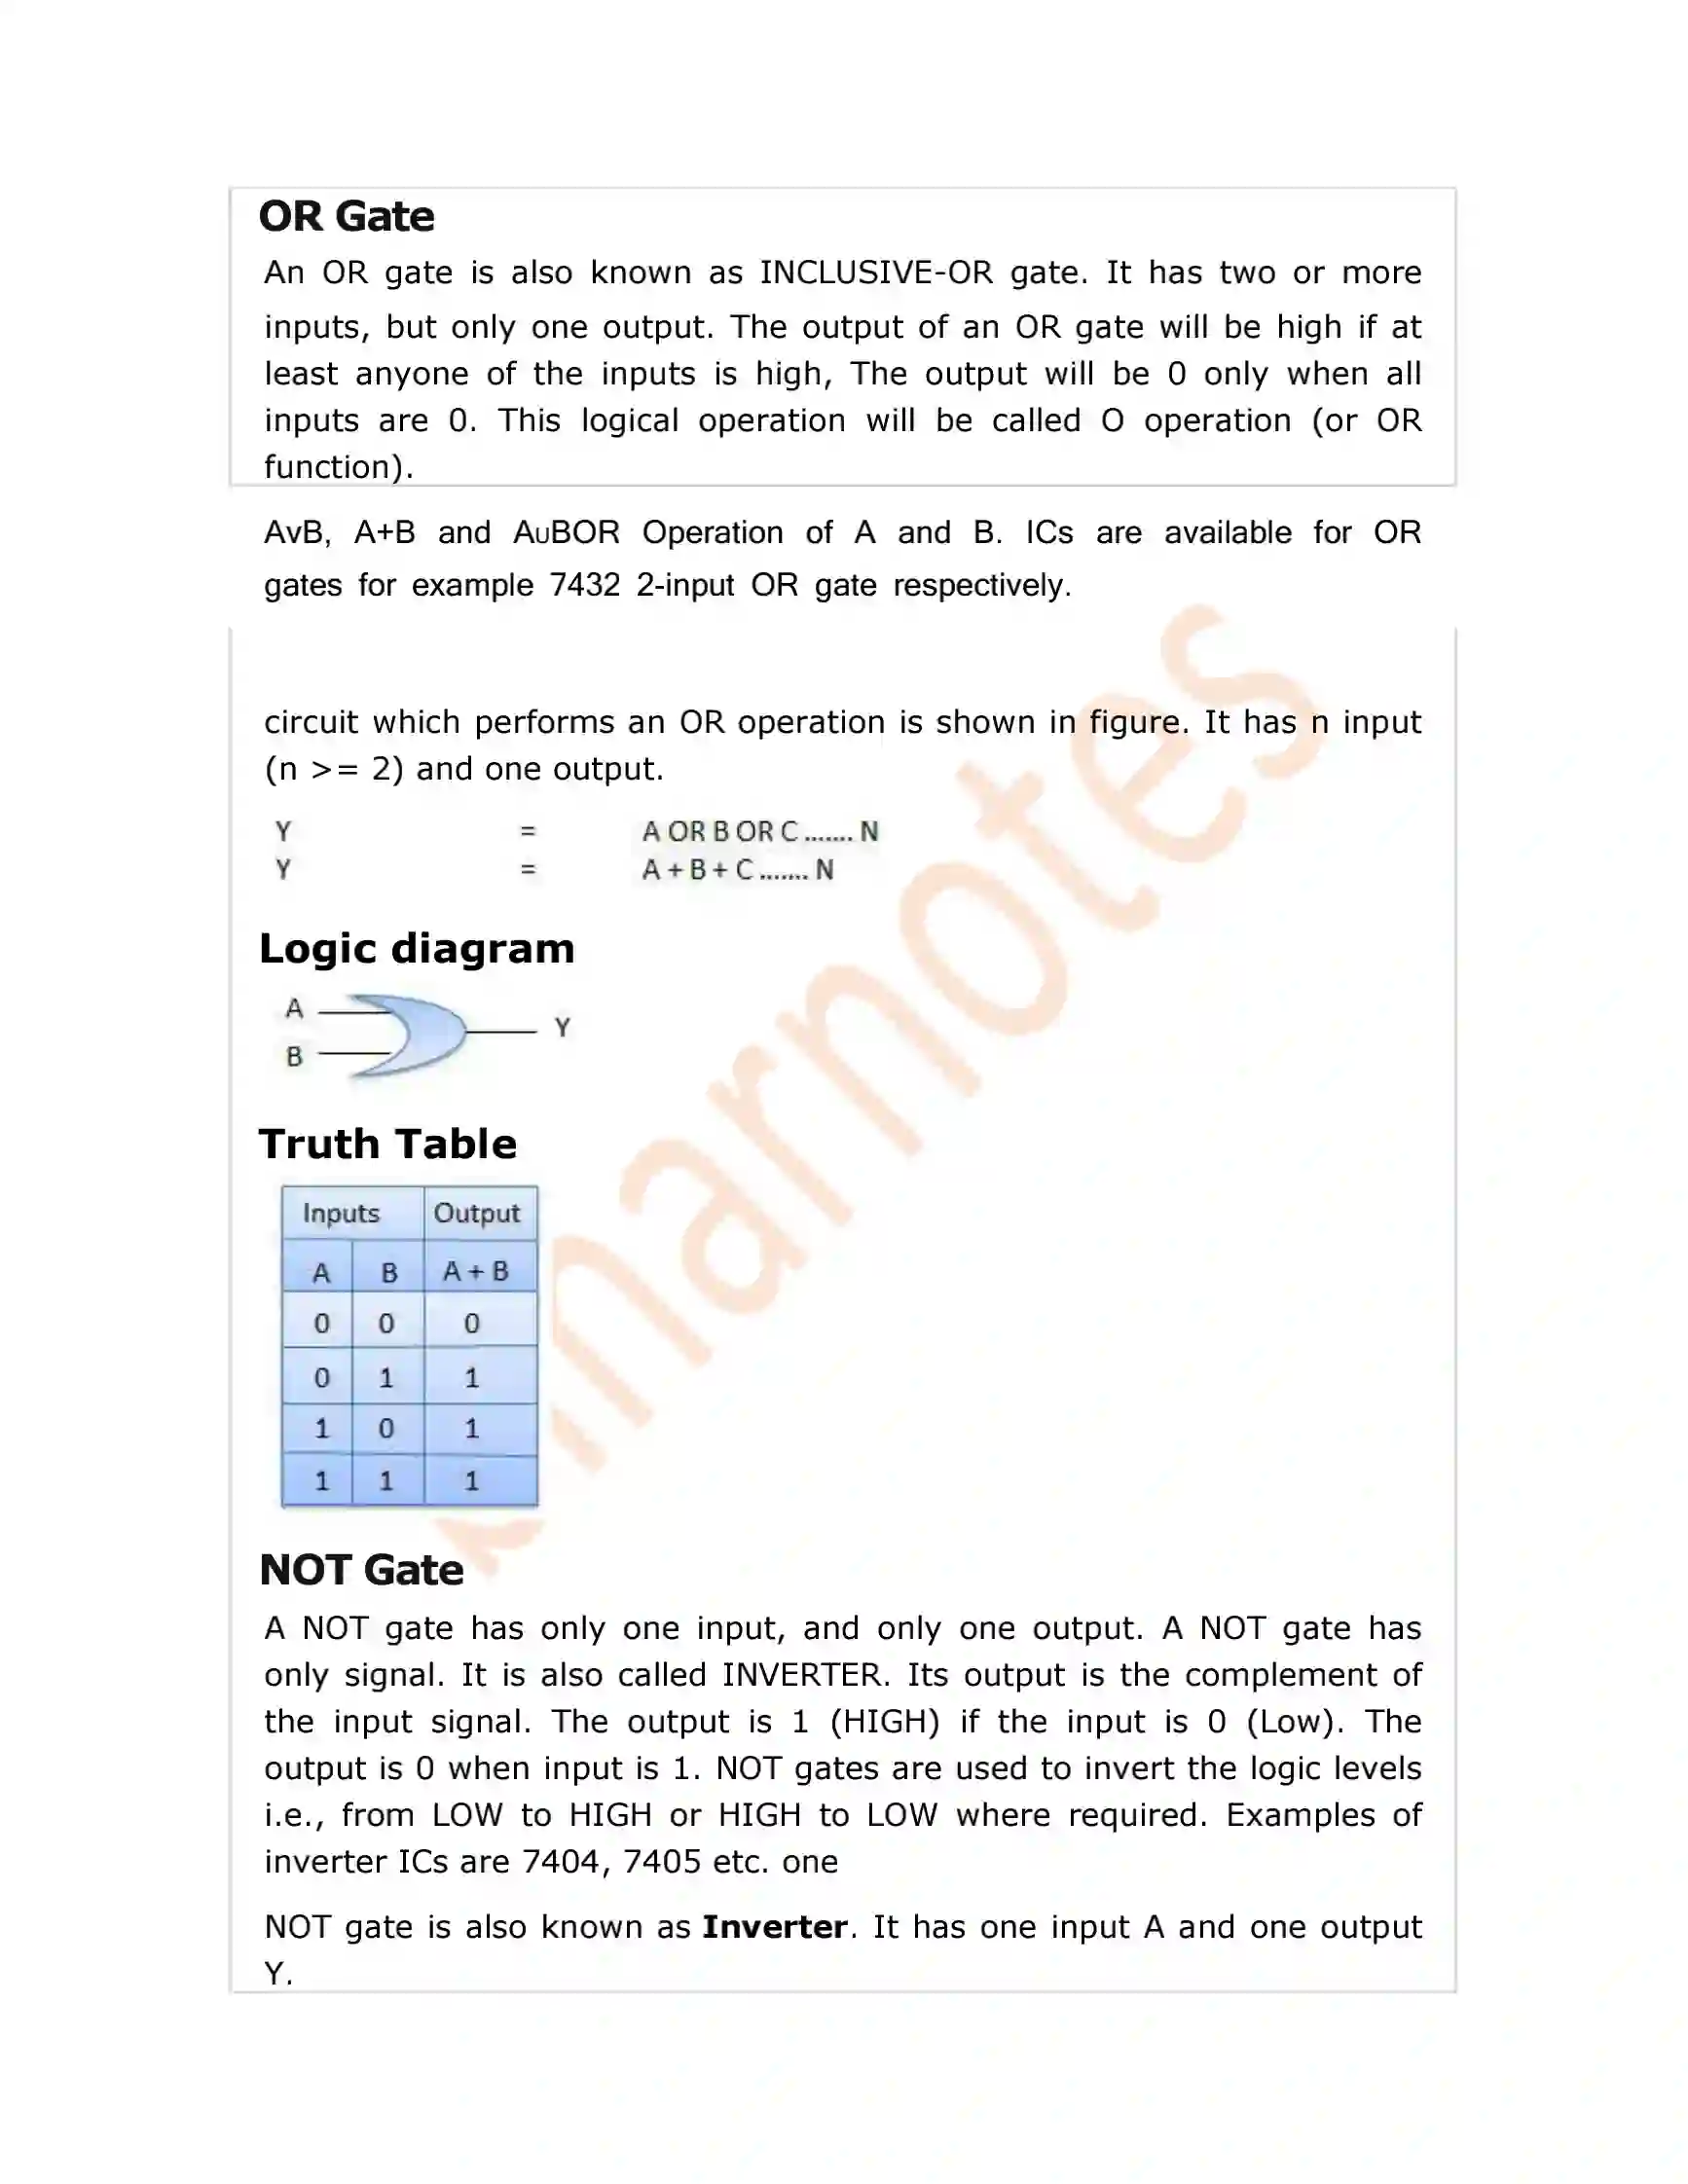 OR Gate
An OR gate is also known as INCLUSIVE-OR gate. It has two or more
inputs, but only one output. The output of an OR gate will be high if at
least anyone of the inputs is high, The output will be 0 only when all
inputs are 0. This logical operation will be called O operation (or OR
function).
AvB, A+B and A∪BOR Operation of A and B. ICs are available for OR
gates for example 7432 2-input OR gate respectively.
circuit which performs an OR operation is shown in figure. It has n input
(n >= 2) and one output.
Y = A OR B OR C ....... N
Y = A + B + C ....... N
Logic diagram
A
Y
B
Truth Table
Inputs Output
A B A + B
0 0 0
0 1 1
1 0 1
1 1 1
NOT Gate
A NOT gate has only one input, and only one output. A NOT gate has
only signal. It is also called INVERTER. Its output is the complement of
the input signal. The output is 1 (HIGH) if the input is 0 (Low). The
output is 0 when input is 1. NOT gates are used to invert the logic levels
i.e., from LOW to HIGH or HIGH to LOW where required. Examples of
inverter ICs are 7404, 7405 etc. one
NOT gate is also known as Inverter. It has one input A and one output
Y.